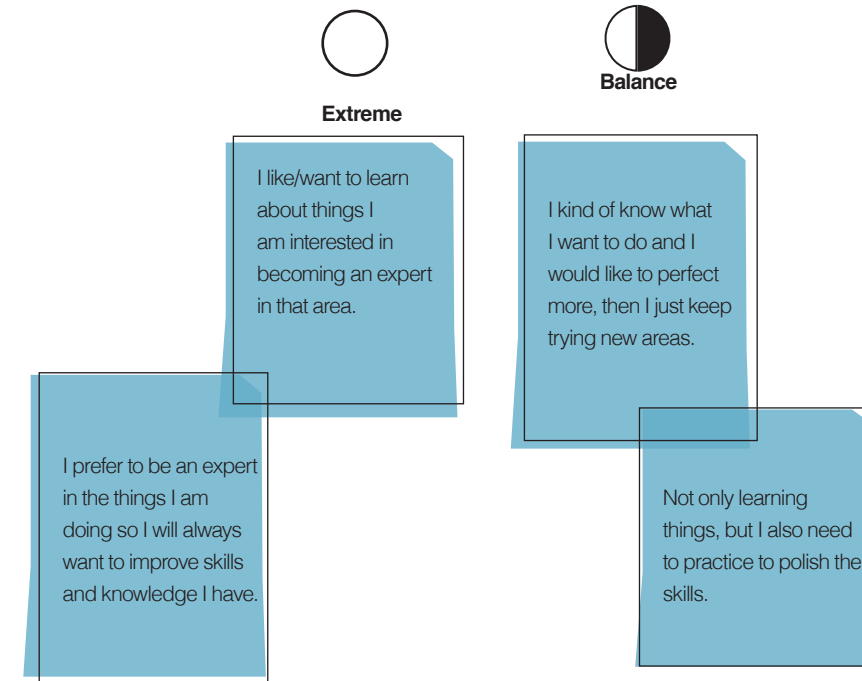 Extreme
I like/want to learn
about things I
am interested in
becoming an expert
in that area.
I prefer to be an expert
in the things I am
doing so I will always
want to improve skills
and knowledge I have.
Balance
I kind of know what
I want to do and I
would like to perfect
more, then I just keep
trying new areas.
Not only learning
things, but I also need
to practice to polish the
skills.